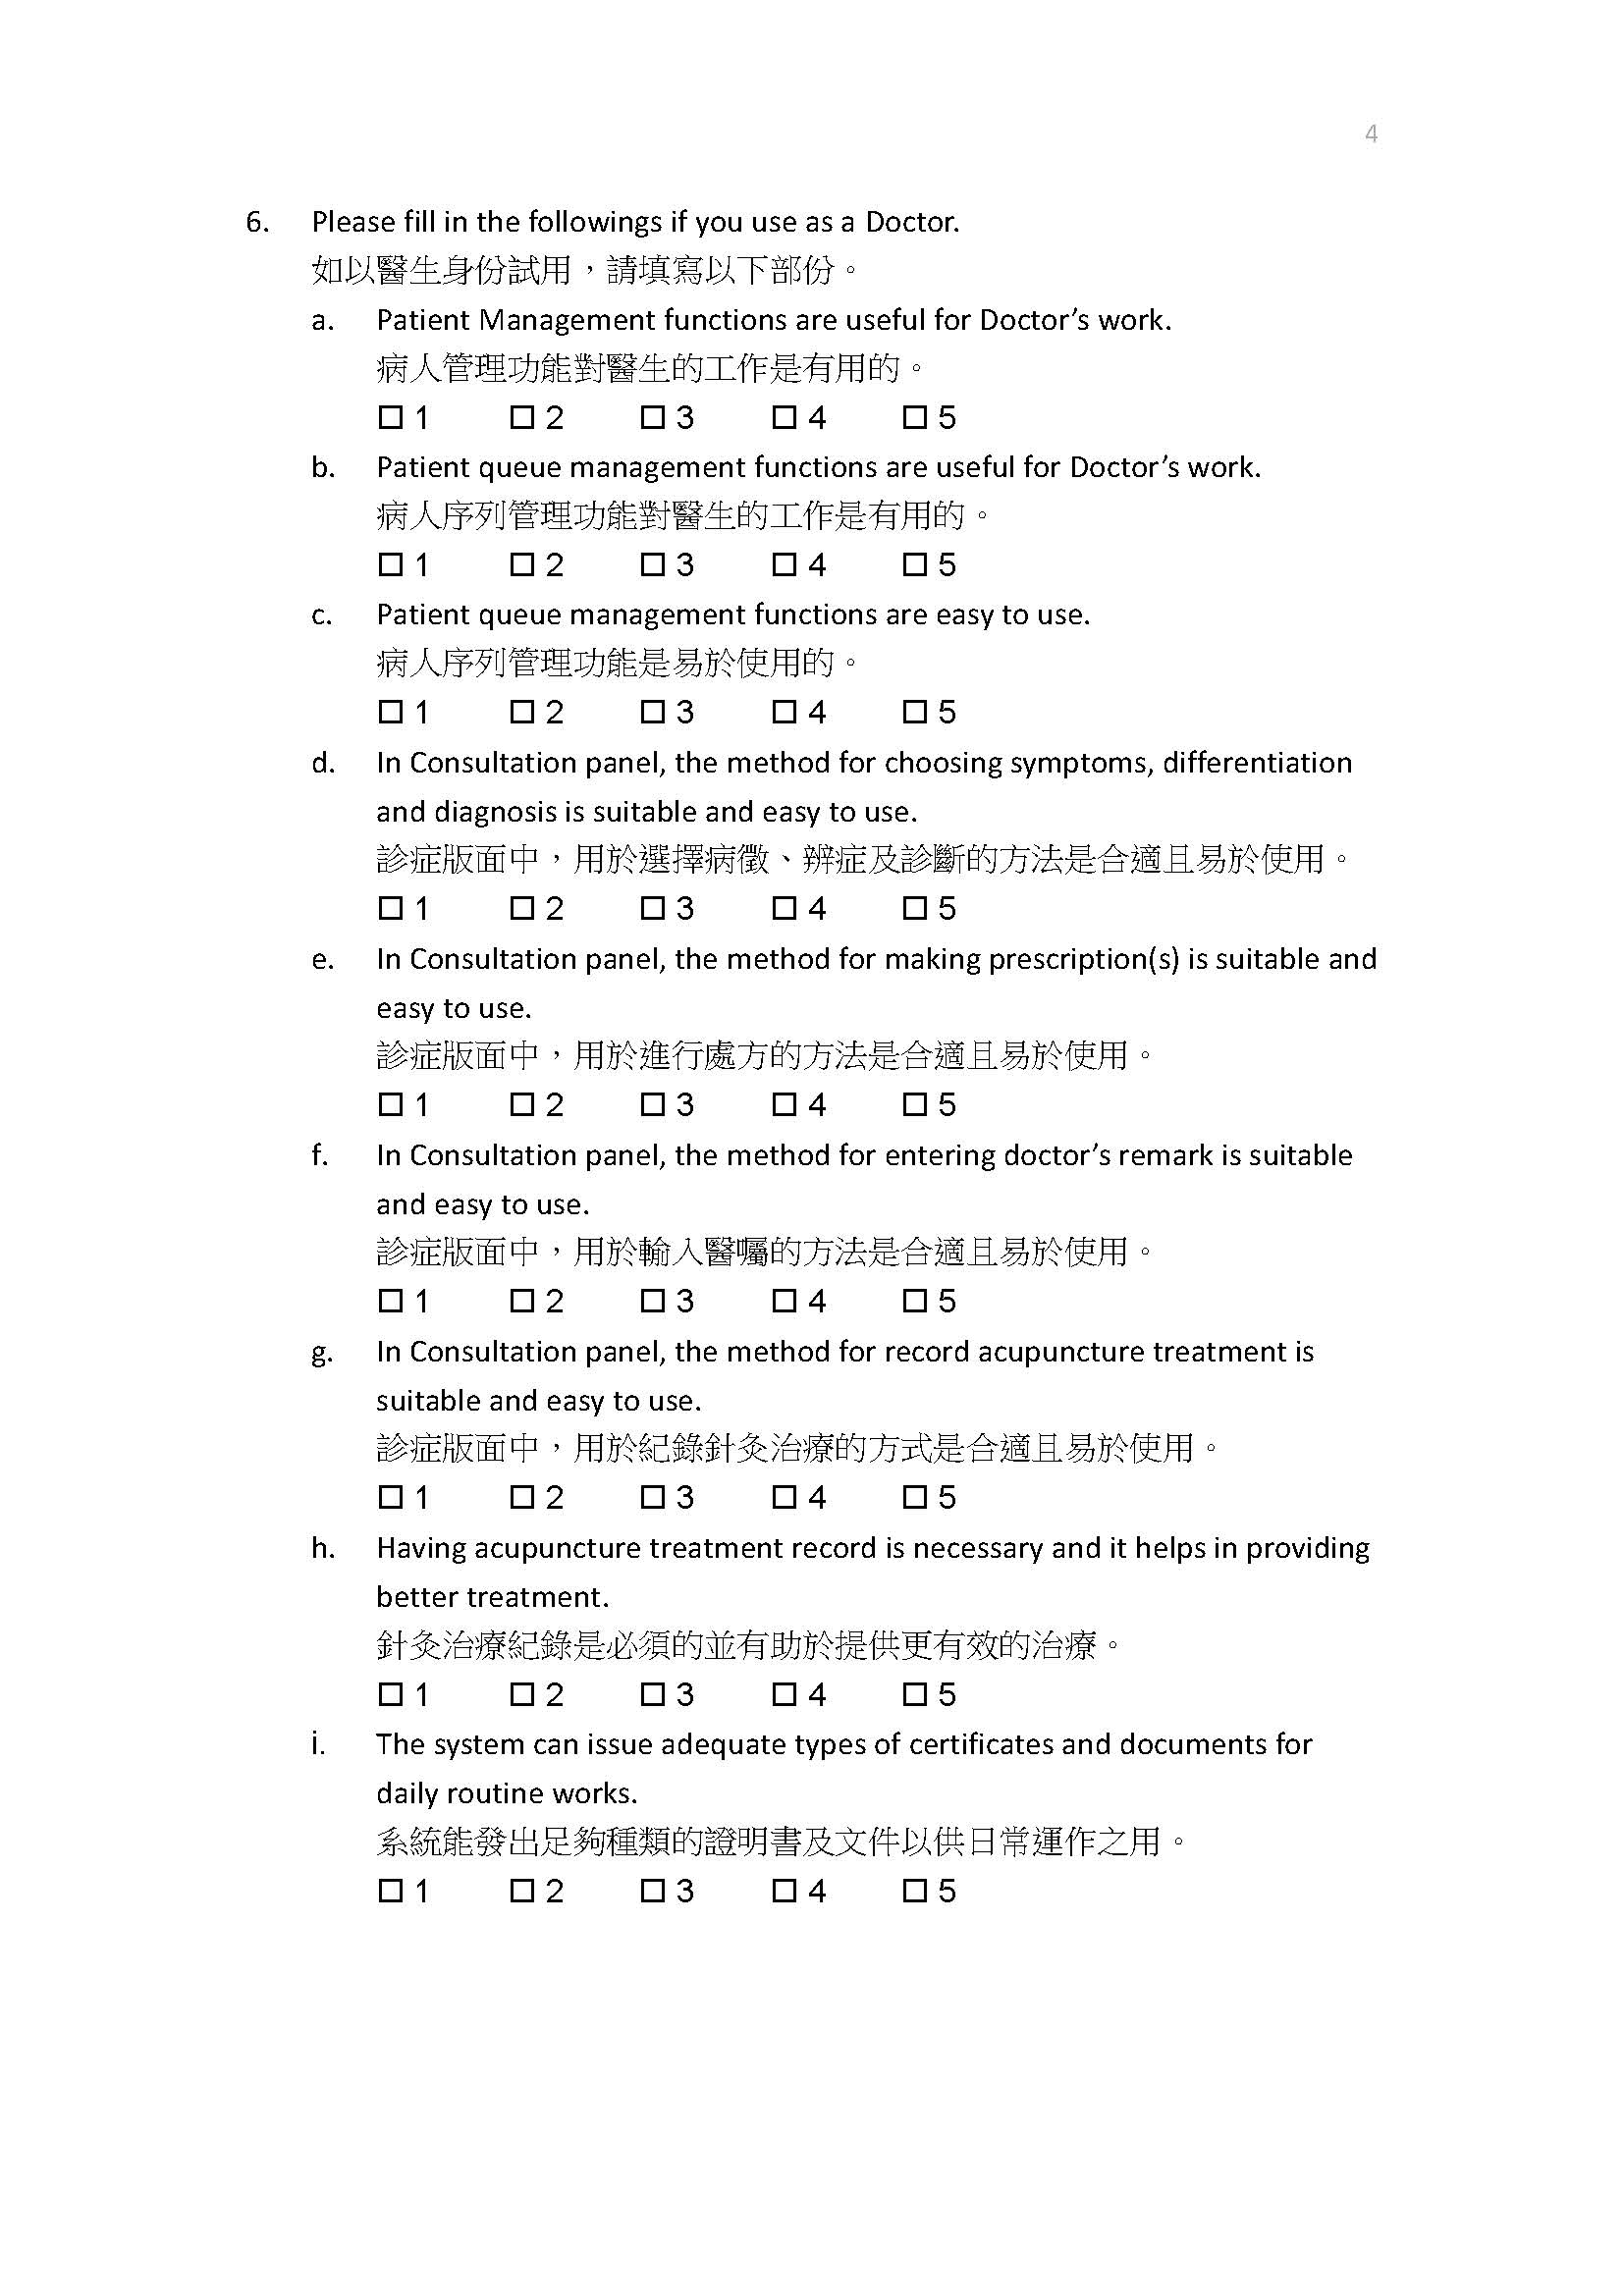 4
6. Please fill in the followings if you use as a Doctor.
如以醫生身份試用，請填寫以下部份。
a. Patient Management functions are useful for Doctor’s work.
病人管理功能對醫生的工作是有用的。
☐ 1 ☐ 2 ☐ 3 ☐ 4 ☐ 5
b. Patient queue management functions are useful for Doctor’s work.
病人序列管理功能對醫生的工作是有用的。
☐ 1 ☐ 2 ☐ 3 ☐ 4 ☐ 5
c. Patient queue management functions are easy to use.
病人序列管理功能是易於使用的。
☐ 1 ☐ 2 ☐ 3 ☐ 4 ☐ 5
d. In Consultation panel, the method for choosing symptoms, differentiation
and diagnosis is suitable and easy to use.
診症版面中，用於選擇病徵、辨症及診斷的方法是合適且易於使用。
☐ 1 ☐ 2 ☐ 3 ☐ 4 ☐ 5
e. In Consultation panel, the method for making prescription(s) is suitable and
easy to use.
診症版面中，用於進行處方的方法是合適且易於使用。
☐ 1 ☐ 2 ☐ 3 ☐ 4 ☐ 5
f. In Consultation panel, the method for entering doctor’s remark is suitable
and easy to use.
診症版面中，用於輸入醫囑的方法是合適且易於使用。
☐ 1 ☐ 2 ☐ 3 ☐ 4 ☐ 5
g. In Consultation panel, the method for record acupuncture treatment is
suitable and easy to use.
診症版面中，用於紀錄針灸治療的方式是合適且易於使用。
☐ 1 ☐ 2 ☐ 3 ☐ 4 ☐ 5
h. Having acupuncture treatment record is necessary and it helps in providing
better treatment.
針灸治療紀錄是必須的並有助於提供更有效的治療。
☐ 1 ☐ 2 ☐ 3 ☐ 4 ☐ 5
i. The system can issue adequate types of certificates and documents for
daily routine works.
系統能發出足夠種類的證明書及文件以供日常運作之用。
☐ 1 ☐ 2 ☐ 3 ☐ 4 ☐ 5